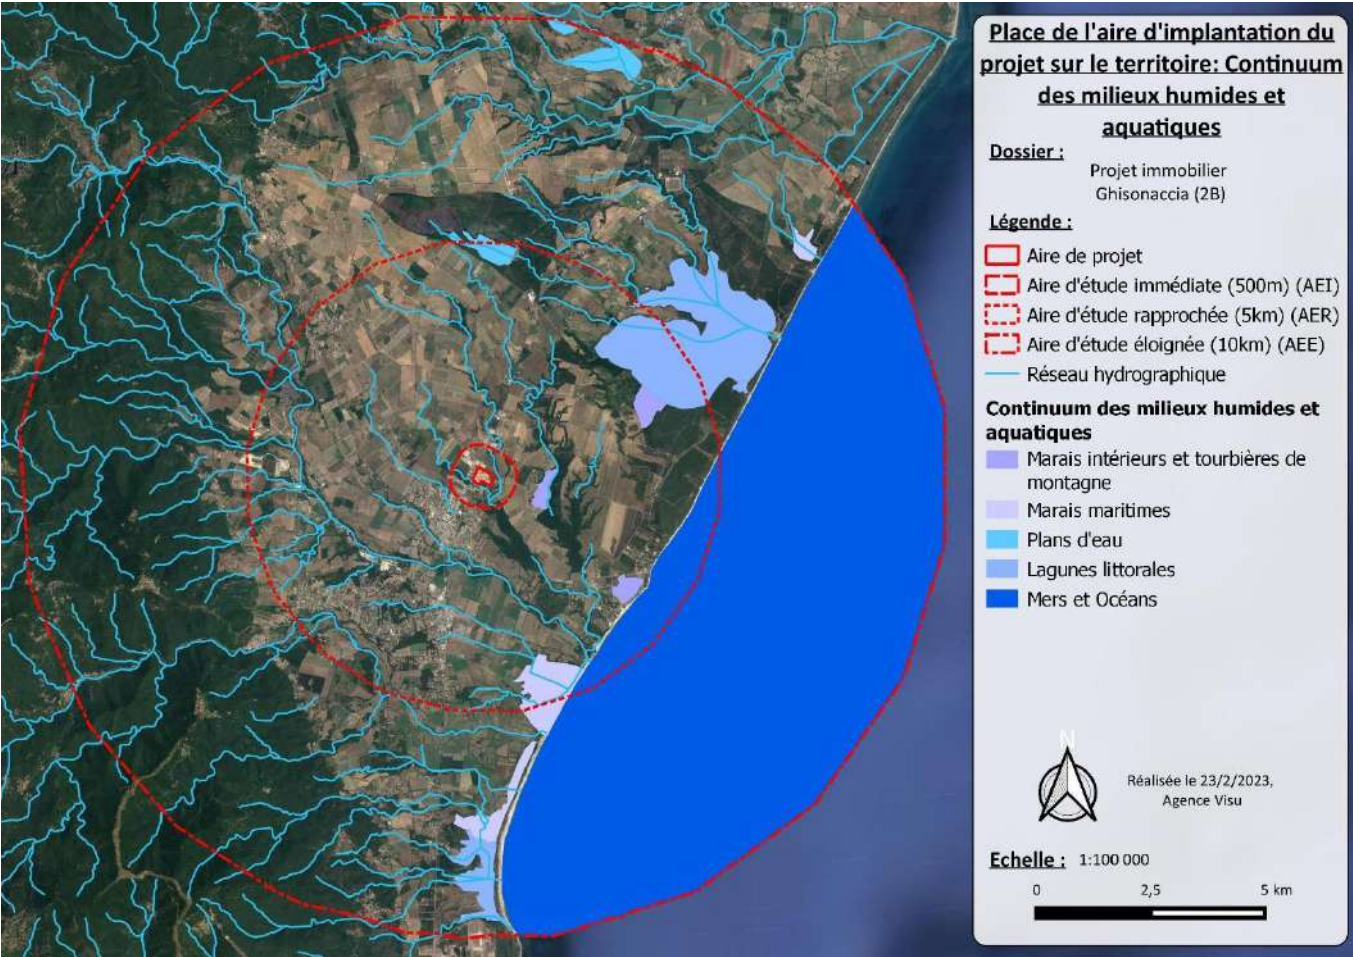 Place de l'aire d'implantation du
projet sur le territoire: Continuum
des milieux humides et
aquatiques
Dossier :
Projet immobilier
Ghisonaccia (2B)
Légende :
Aire de projet
Aire d'étude immédiate (500m) (AEI)
Aire d'étude rapprochée (5km) (AER)
Aire d'étude éloignée (10km) (AEE)
Réseau hydrographique
Continuum des milieux humides et
aquatiques
Marais intérieurs et tourbières de
montagne
Marais maritimes
Plans d'eau
Lagunes littorales
Mers et Océans
N
Réalisée le 23/2/2023,
Agence Visu
Echelle : 1:100 000
0 2,5 5 km